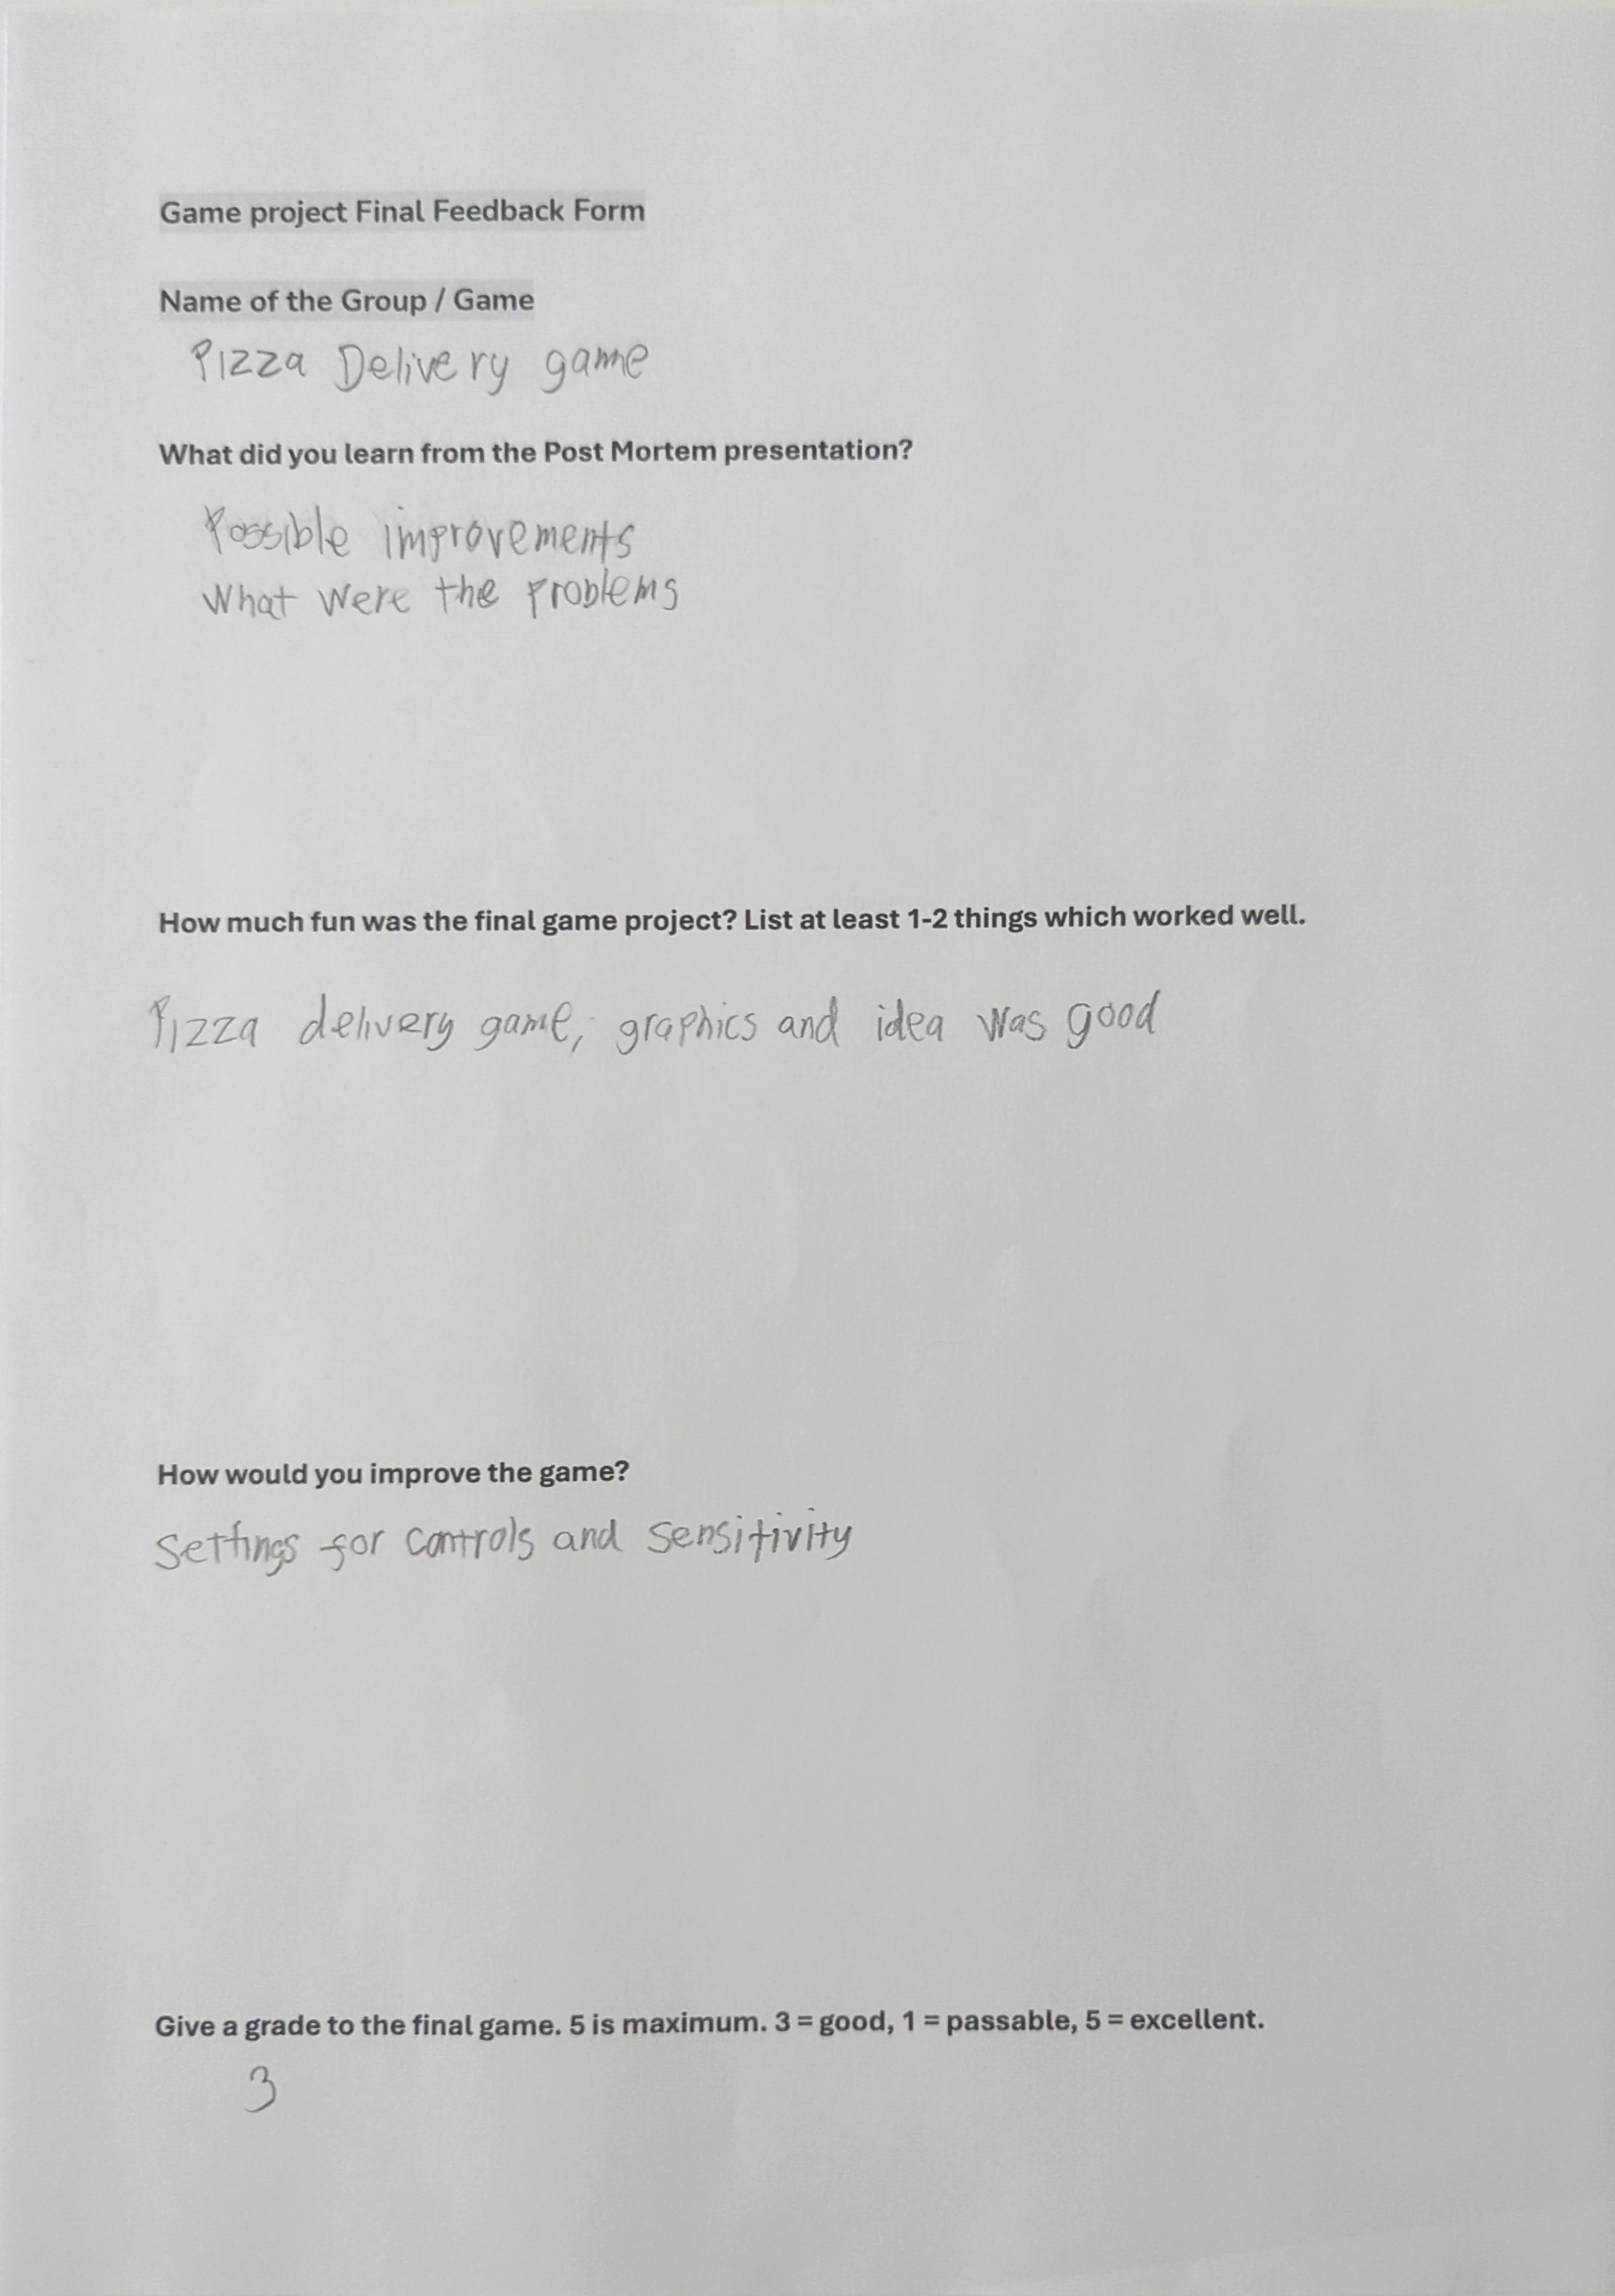 Game project Final Feedback Form
Name of the Group / Game
Pizza Delivery game
What did you learn from the Post Mortem presentation?
Possible improvements
What were the problems
How much fun was the final game project? List at least 1-2 things which worked well.
Pizza delivery game, graphics and idea was good
How would you improve the game?
Settings for controls and sensitivity
Give a grade to the final game. 5 is maximum. 3 = good, 1 = passable, 5 = excellent.
3